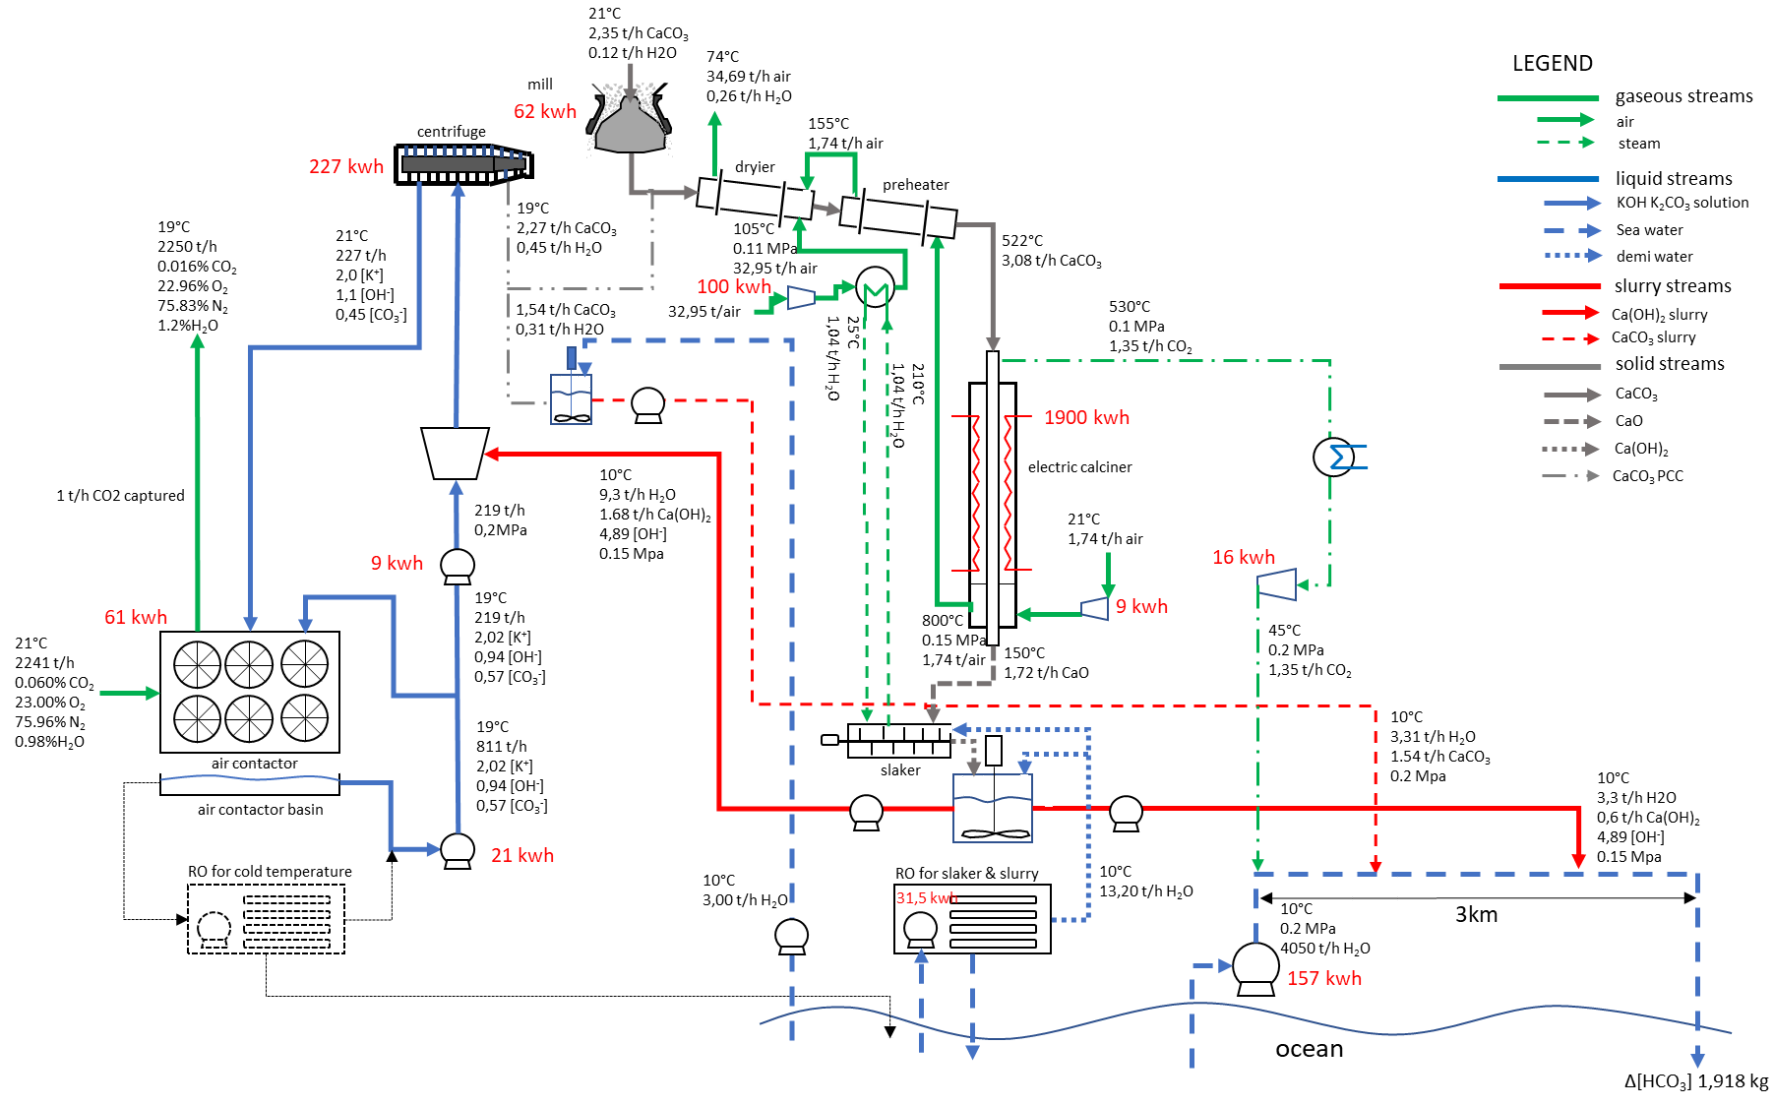 21°C
2,35 t/h CaCO₃
0.12 t/h H2O
mill
62 kwh
74°C
34,69 t/h air
0,26 t/h H₂O
155°C
1,74 t/h air
dryier
preheater
centrifuge
227 kwh
LEGEND
gaseous streams
air
steam
liquid streams
KOH K₂CO₃ solution
Sea water
demi water
slurry streams
Ca(OH)₂ slurry
CaCO₃ slurry
solid streams
CaCO₃
CaO
Ca(OH)₂
CaCO₃ PCC
19°C
2250 t/h
0.016% CO₂
22.96% O₂
75.83% N₂
1.2%H₂O
21°C
227 t/h
2,0 [K⁺]
1,1 [OH⁻]
0,45 [CO₃⁻]
19°C
2,27 t/h CaCO₃
0,45 t/h H₂O
1,54 t/h CaCO₃
0,31 t/h H2O
105°C
0.11 MPa
32,95 t/h air
100 kwh
32,95 t/air
25°C
1,04 t/h H₂O
210°C
1,04 t/h H₂O
522°C
3,08 t/h CaCO₃
530°C
0.1 MPa
1,35 t/h CO₂
1900 kwh
electric calciner
21°C
1,74 t/h air
9 kwh
16 kwh
45°C
0.2 MPa
1,35 t/h CO₂
800°C
0.15 MPa
1,74 t/air
150°C
1,72 t/h CaO
1 t/h CO2 captured
219 t/h
0,2MPa
9 kwh
10°C
9,3 t/h H₂O
1.68 t/h Ca(OH)₂
4,89 [OH⁻]
0.15 Mpa
19°C
219 t/h
2,02 [K⁺]
0,94 [OH⁻]
0,57 [CO₃⁻]
61 kwh
21°C
2241 t/h
0.060% CO₂
23.00% O₂
75.96% N₂
0.98%H₂O
air contactor
air contactor basin
19°C
811 t/h
2,02 [K⁺]
0,94 [OH⁻]
0,57 [CO₃⁻]
21 kwh
RO for cold temperature
slaker
10°C
3,31 t/h H₂O
1.54 t/h CaCO₃
0.2 Mpa
10°C
3,3 t/h H2O
0,6 t/h Ca(OH)₂
4,89 [OH⁻]
0.15 Mpa
10°C
3,00 t/h H₂O
RO for slaker & slurry
31,5 kwh
10°C
13,20 t/h H₂O
3km
10°C
0.2 MPa
4050 t/h H₂O
157 kwh
ocean
Δ[HCO₃] 1,918 kg